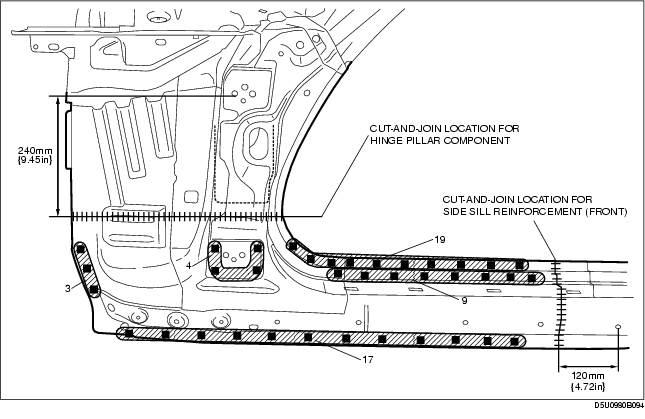 240mm
{9.45in}
CUT-AND-JOIN LOCATION FOR
HINGE PILLAR COMPONENT
CUT-AND-JOIN LOCATION FOR
SIDE SILL REINFORCEMENT (FRONT)
19
4
3
9
17
120mm
{4.72in}
D5U0980B094